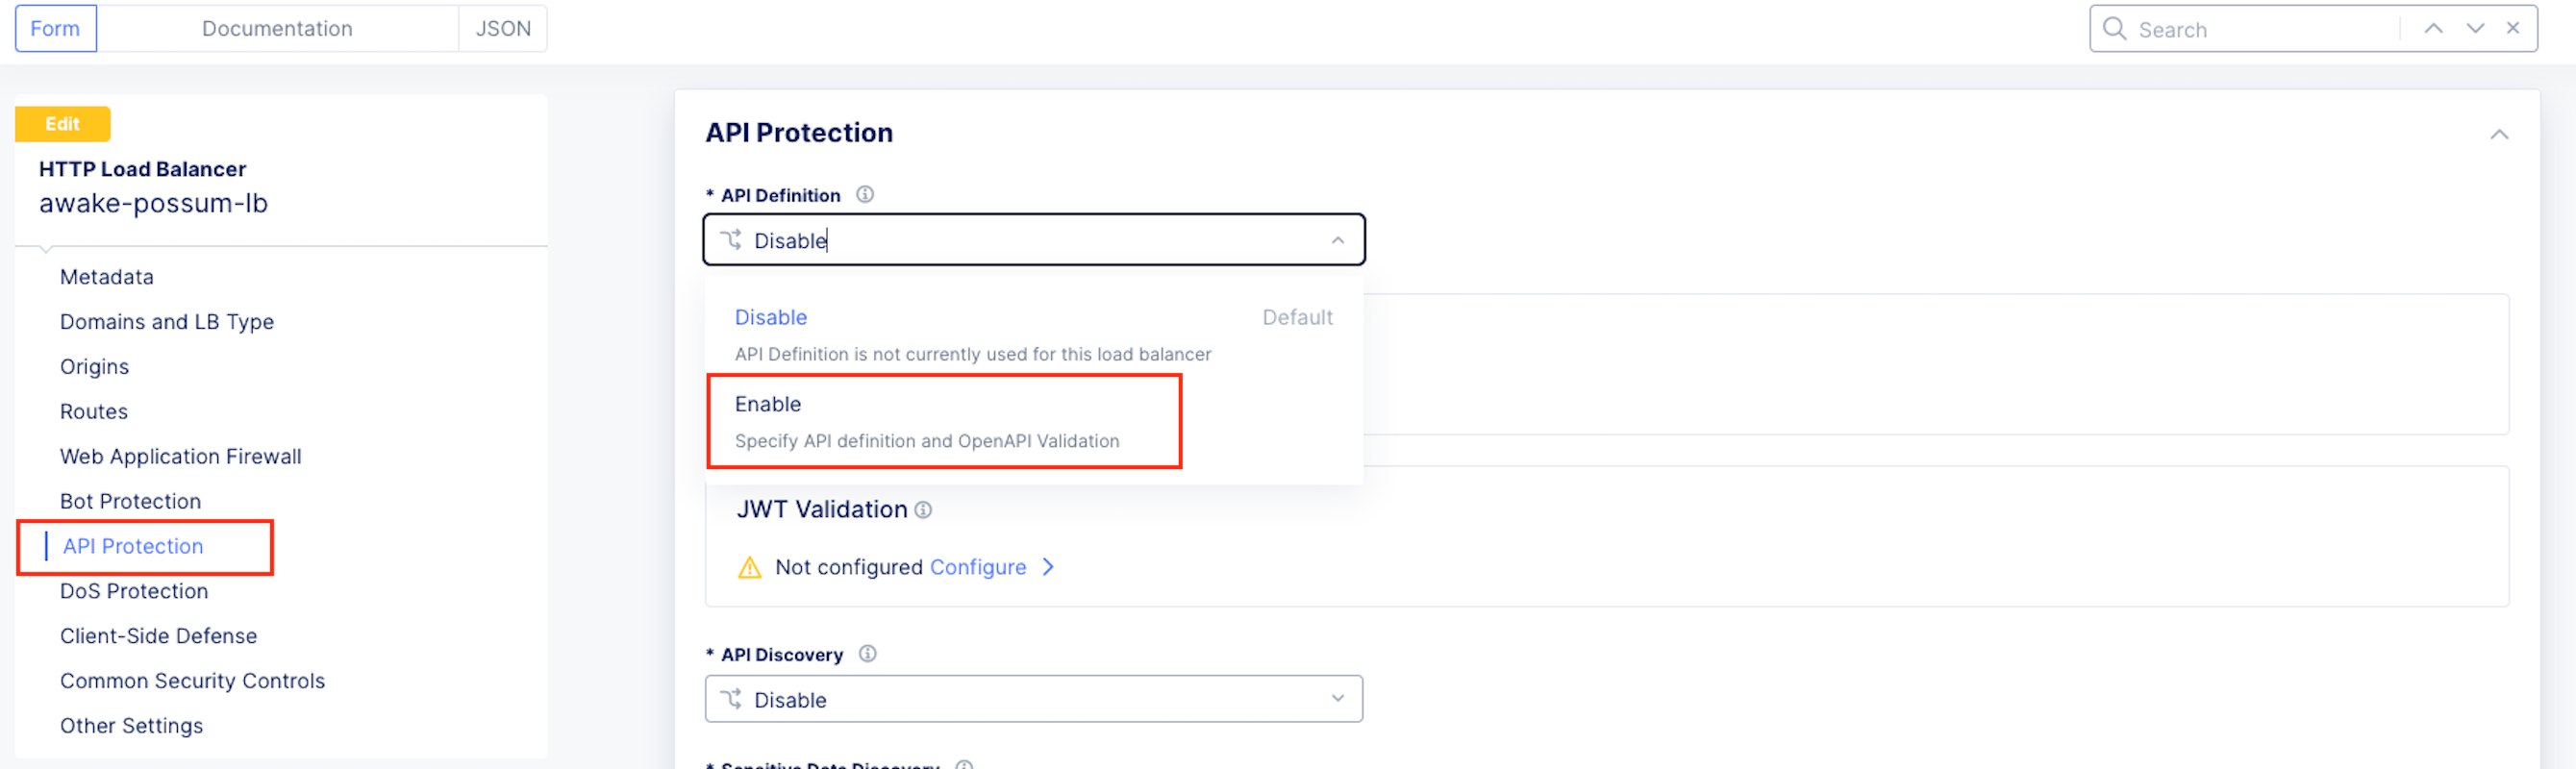 Form
Documentation
JSON
Search
Edit
HTTP Load Balancer
awake-possum-lb
Metadata
Domains and LB Type
Origins
Routes
Web Application Firewall
Bot Protection
API Protection
DoS Protection
Client-Side Defense
Common Security Controls
Other Settings
API Protection
* API Definition
Disable
Disable Default
API Definition is not currently used for this load balancer
Enable
Specify API definition and OpenAPI Validation
JWT Validation
Not configured Configure
* API Discovery
Disable
* Sensitive Data Discovery